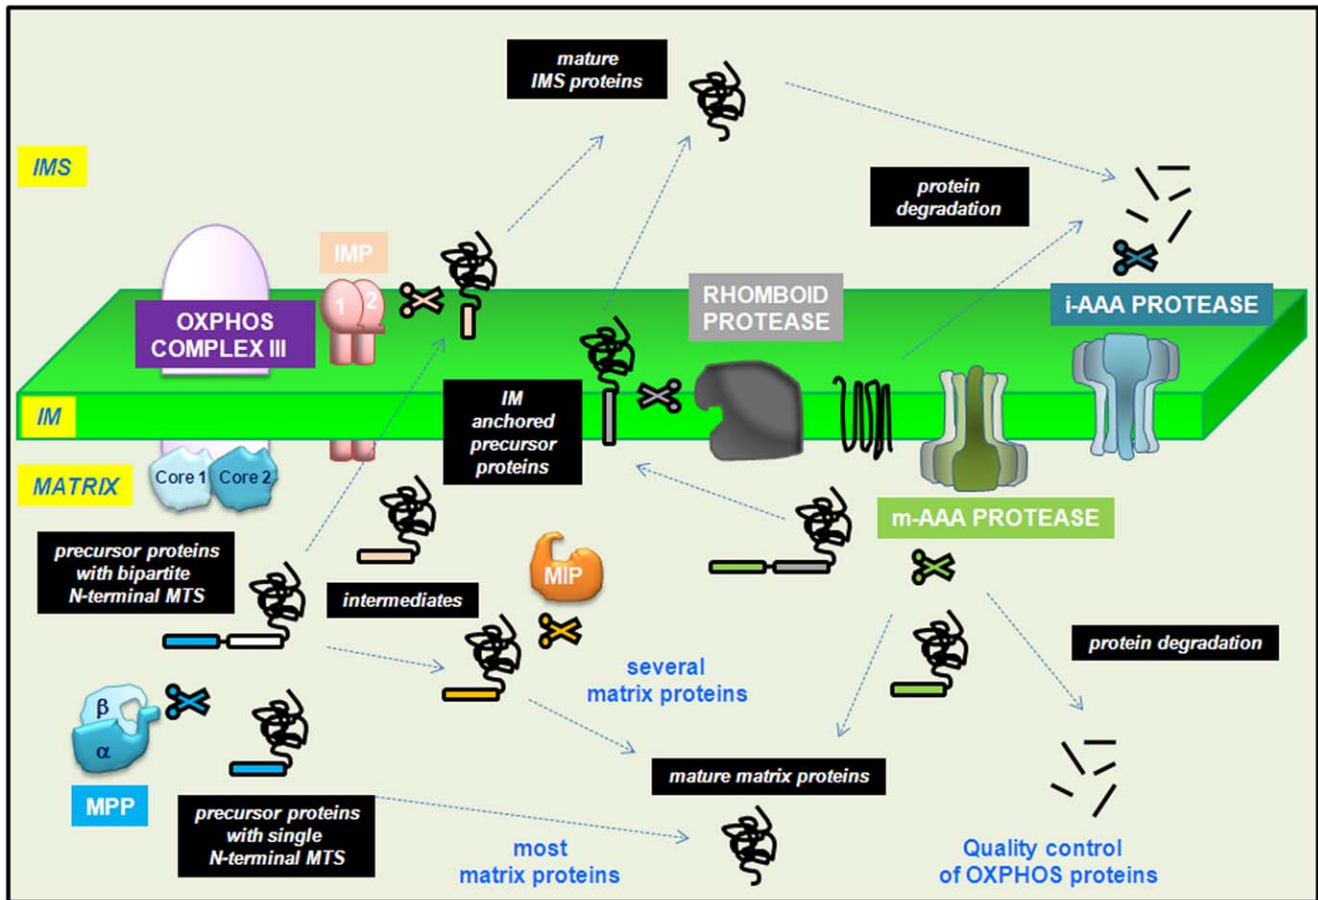 mature
IMS proteins
IMS
protein
degradation
IMP
1 2
OXPHOS
COMPLEX III
RHOMBOID
PROTEASE
i-AAA PROTEASE
IM
IM
anchored
precursor
proteins
MATRIX
Core 1
Core 2
m-AAA PROTEASE
precursor proteins
with bipartite
N-terminal MTS
MIP
intermediates
protein degradation
several
matrix proteins
β
α
MPP
mature matrix proteins
precursor proteins
with single
N-terminal MTS
most
matrix proteins
Quality control
of OXPHOS proteins